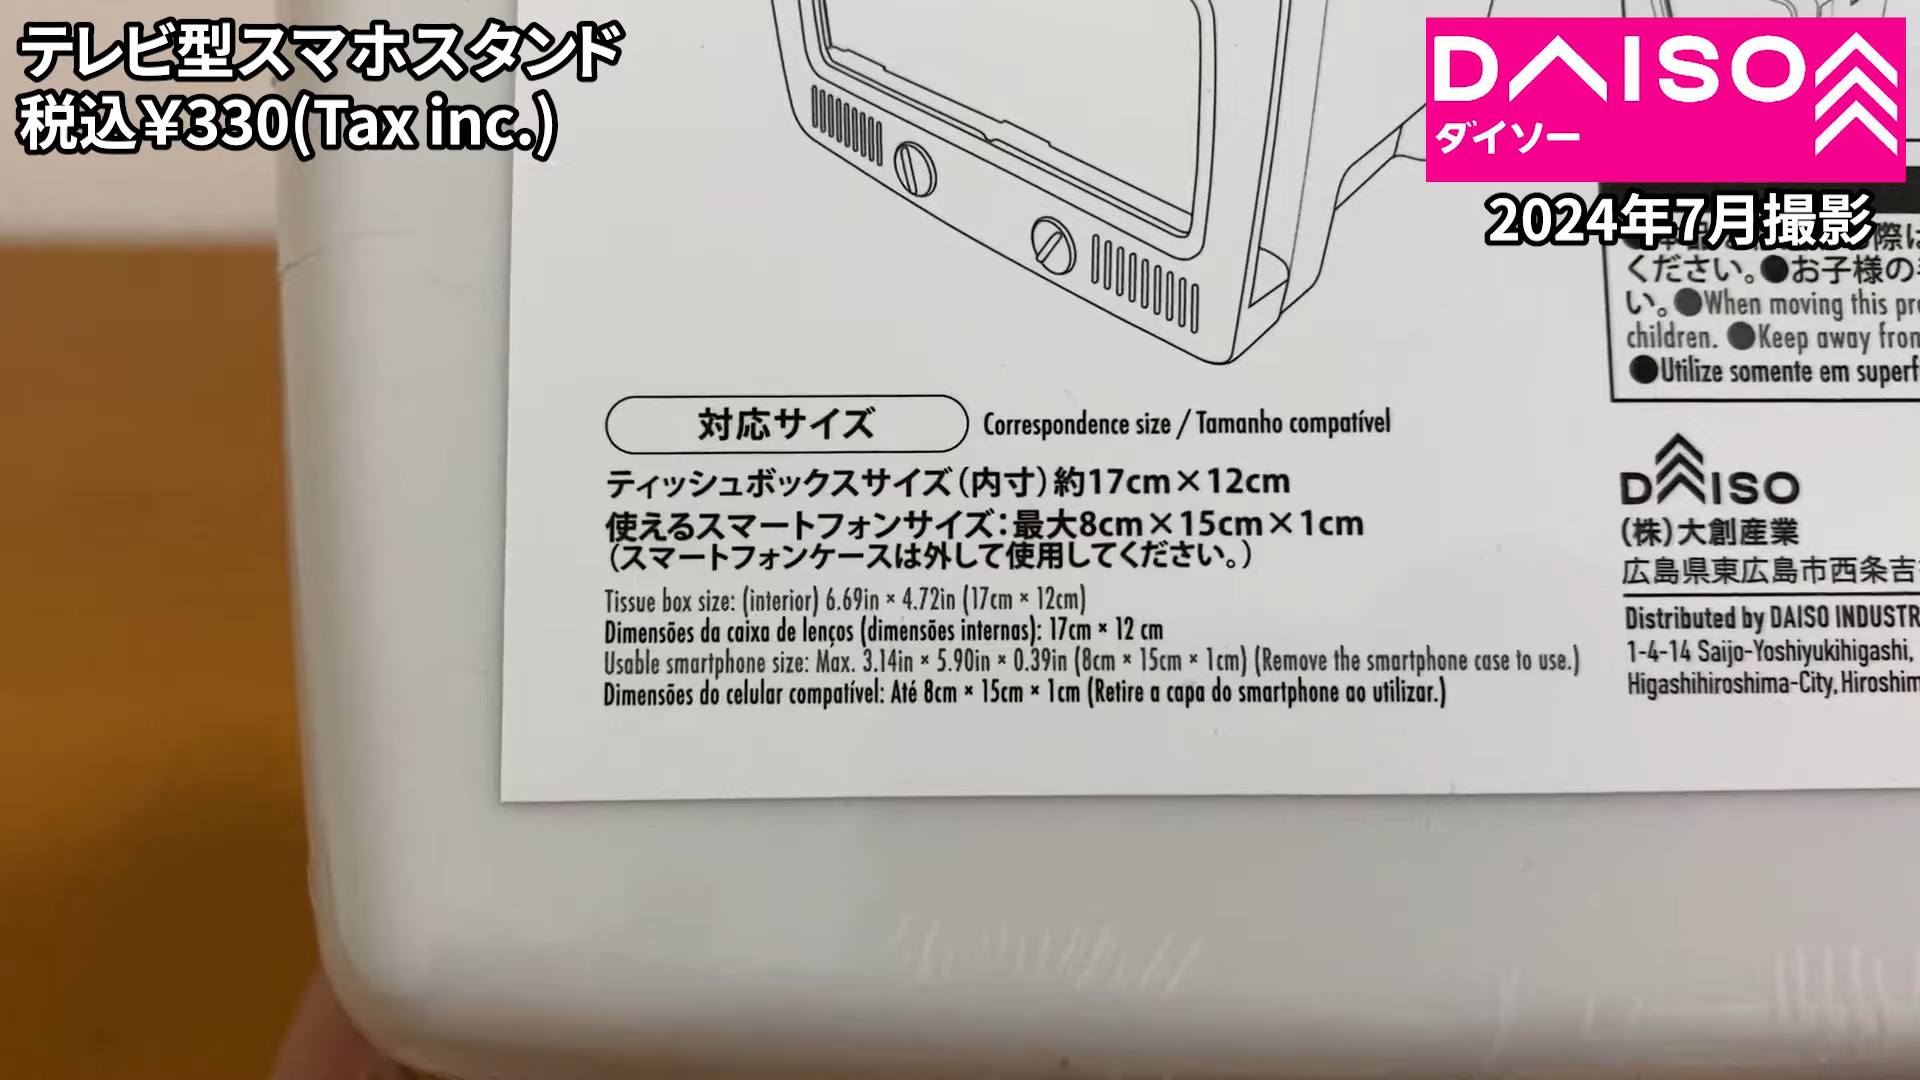 テレビ型スマホスタンド
税込¥330(Tax inc.)
DAISO
ダイソー
2024年7月撮影
ください。●お子様の
い。●When moving this pr
children. ●Keep away from
●Utilize somente em superf
対応サイズ Correspondence size / Tamanho compatível
ティッシュボックスサイズ(内寸)約17cm×12cm
使えるスマートフォンサイズ:最大8cm×15cm×1cm
(スマートフォンケースは外して使用してください。)
Tissue box size: (interior) 6.69in × 4.72in (17cm × 12cm)
Dimensões da caixa de lenços (dimensões internas): 17cm × 12 cm
Usable smartphone size: Max. 3.14in × 5.90in × 0.39in (8cm × 15cm × 1cm) (Remove the smartphone case to use.)
Dimensões do celular compatível: Até 8cm × 15cm × 1cm (Retire a capa do smartphone ao utilizar.)
DAISO
(株)大創産業
広島県東広島市西条吉
Distributed by DAISO INDUSTR
1-4-14 Saijo-Yoshiyukihigashi,
Higashihiroshima-City, Hiroshim